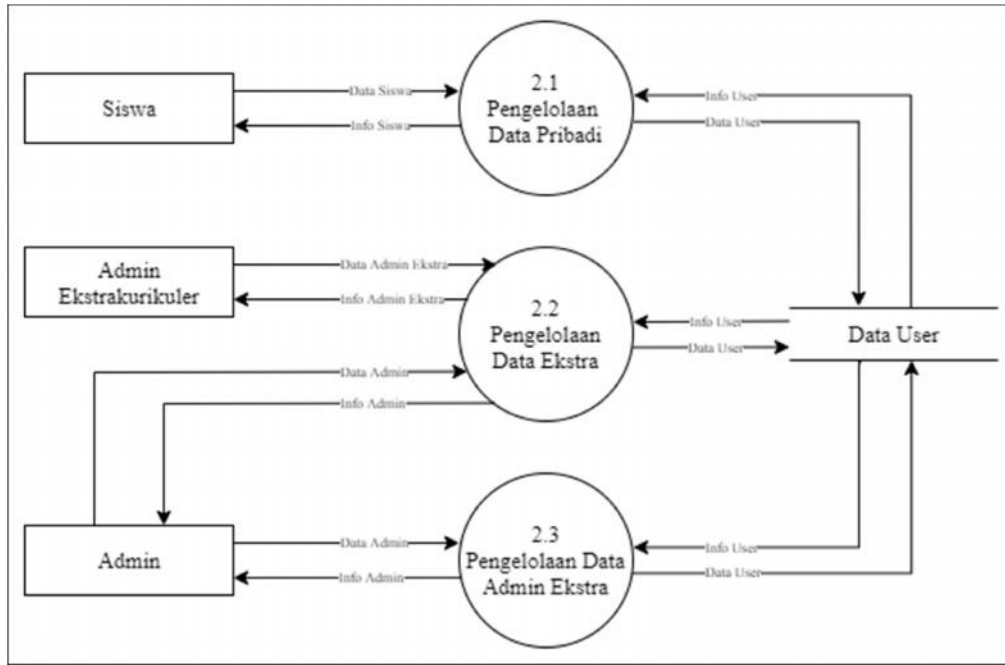 Siswa
Data Siswa
Info Siswa
2.1
Pengelolaan
Data Pribadi
Info User
Data User
Admin
Ekstrakurikuler
Data Admin Ekstra
Info Admin Ekstra
2.2
Pengelolaan
Data Ekstra
Info User
Data User
Data User
Data Admin
Info Admin
Admin
Data Admin
Info Admin
2.3
Pengelolaan Data
Admin Ekstra
Info User
Data User